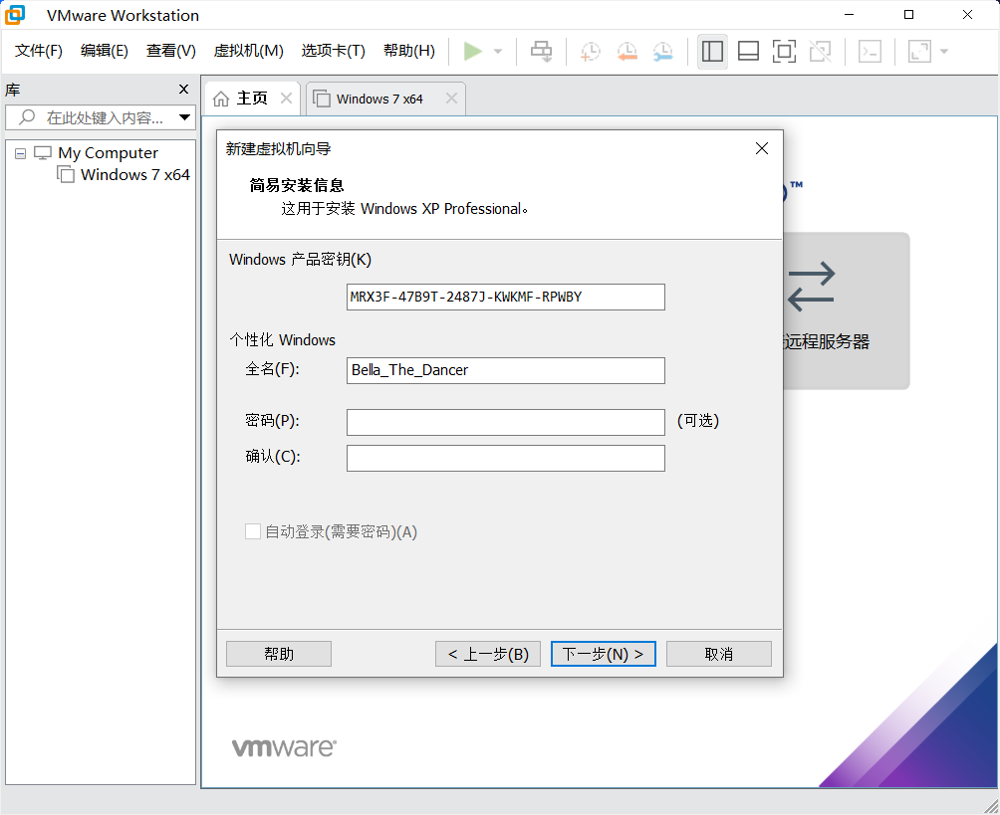 VMware Workstation
文件(F) 编辑(E) 查看(V) 虚拟机(M) 选项卡(T) 帮助(H)
库
主页
Windows 7 x64
在此处键入内容...
My Computer
Windows 7 x64
新建虚拟机向导
简易安装信息
这用于安装 Windows XP Professional。
™
Windows 产品密钥(K)
MRX3F-47B9T-2487J-KWKMF-RPWBY
远程服务器
个性化 Windows
全名(F): Bella_The_Dancer
密码(P): (可选)
确认(C):
自动登录(需要密码)(A)
帮助 < 上一步(B) 下一步(N) > 取消
vmware